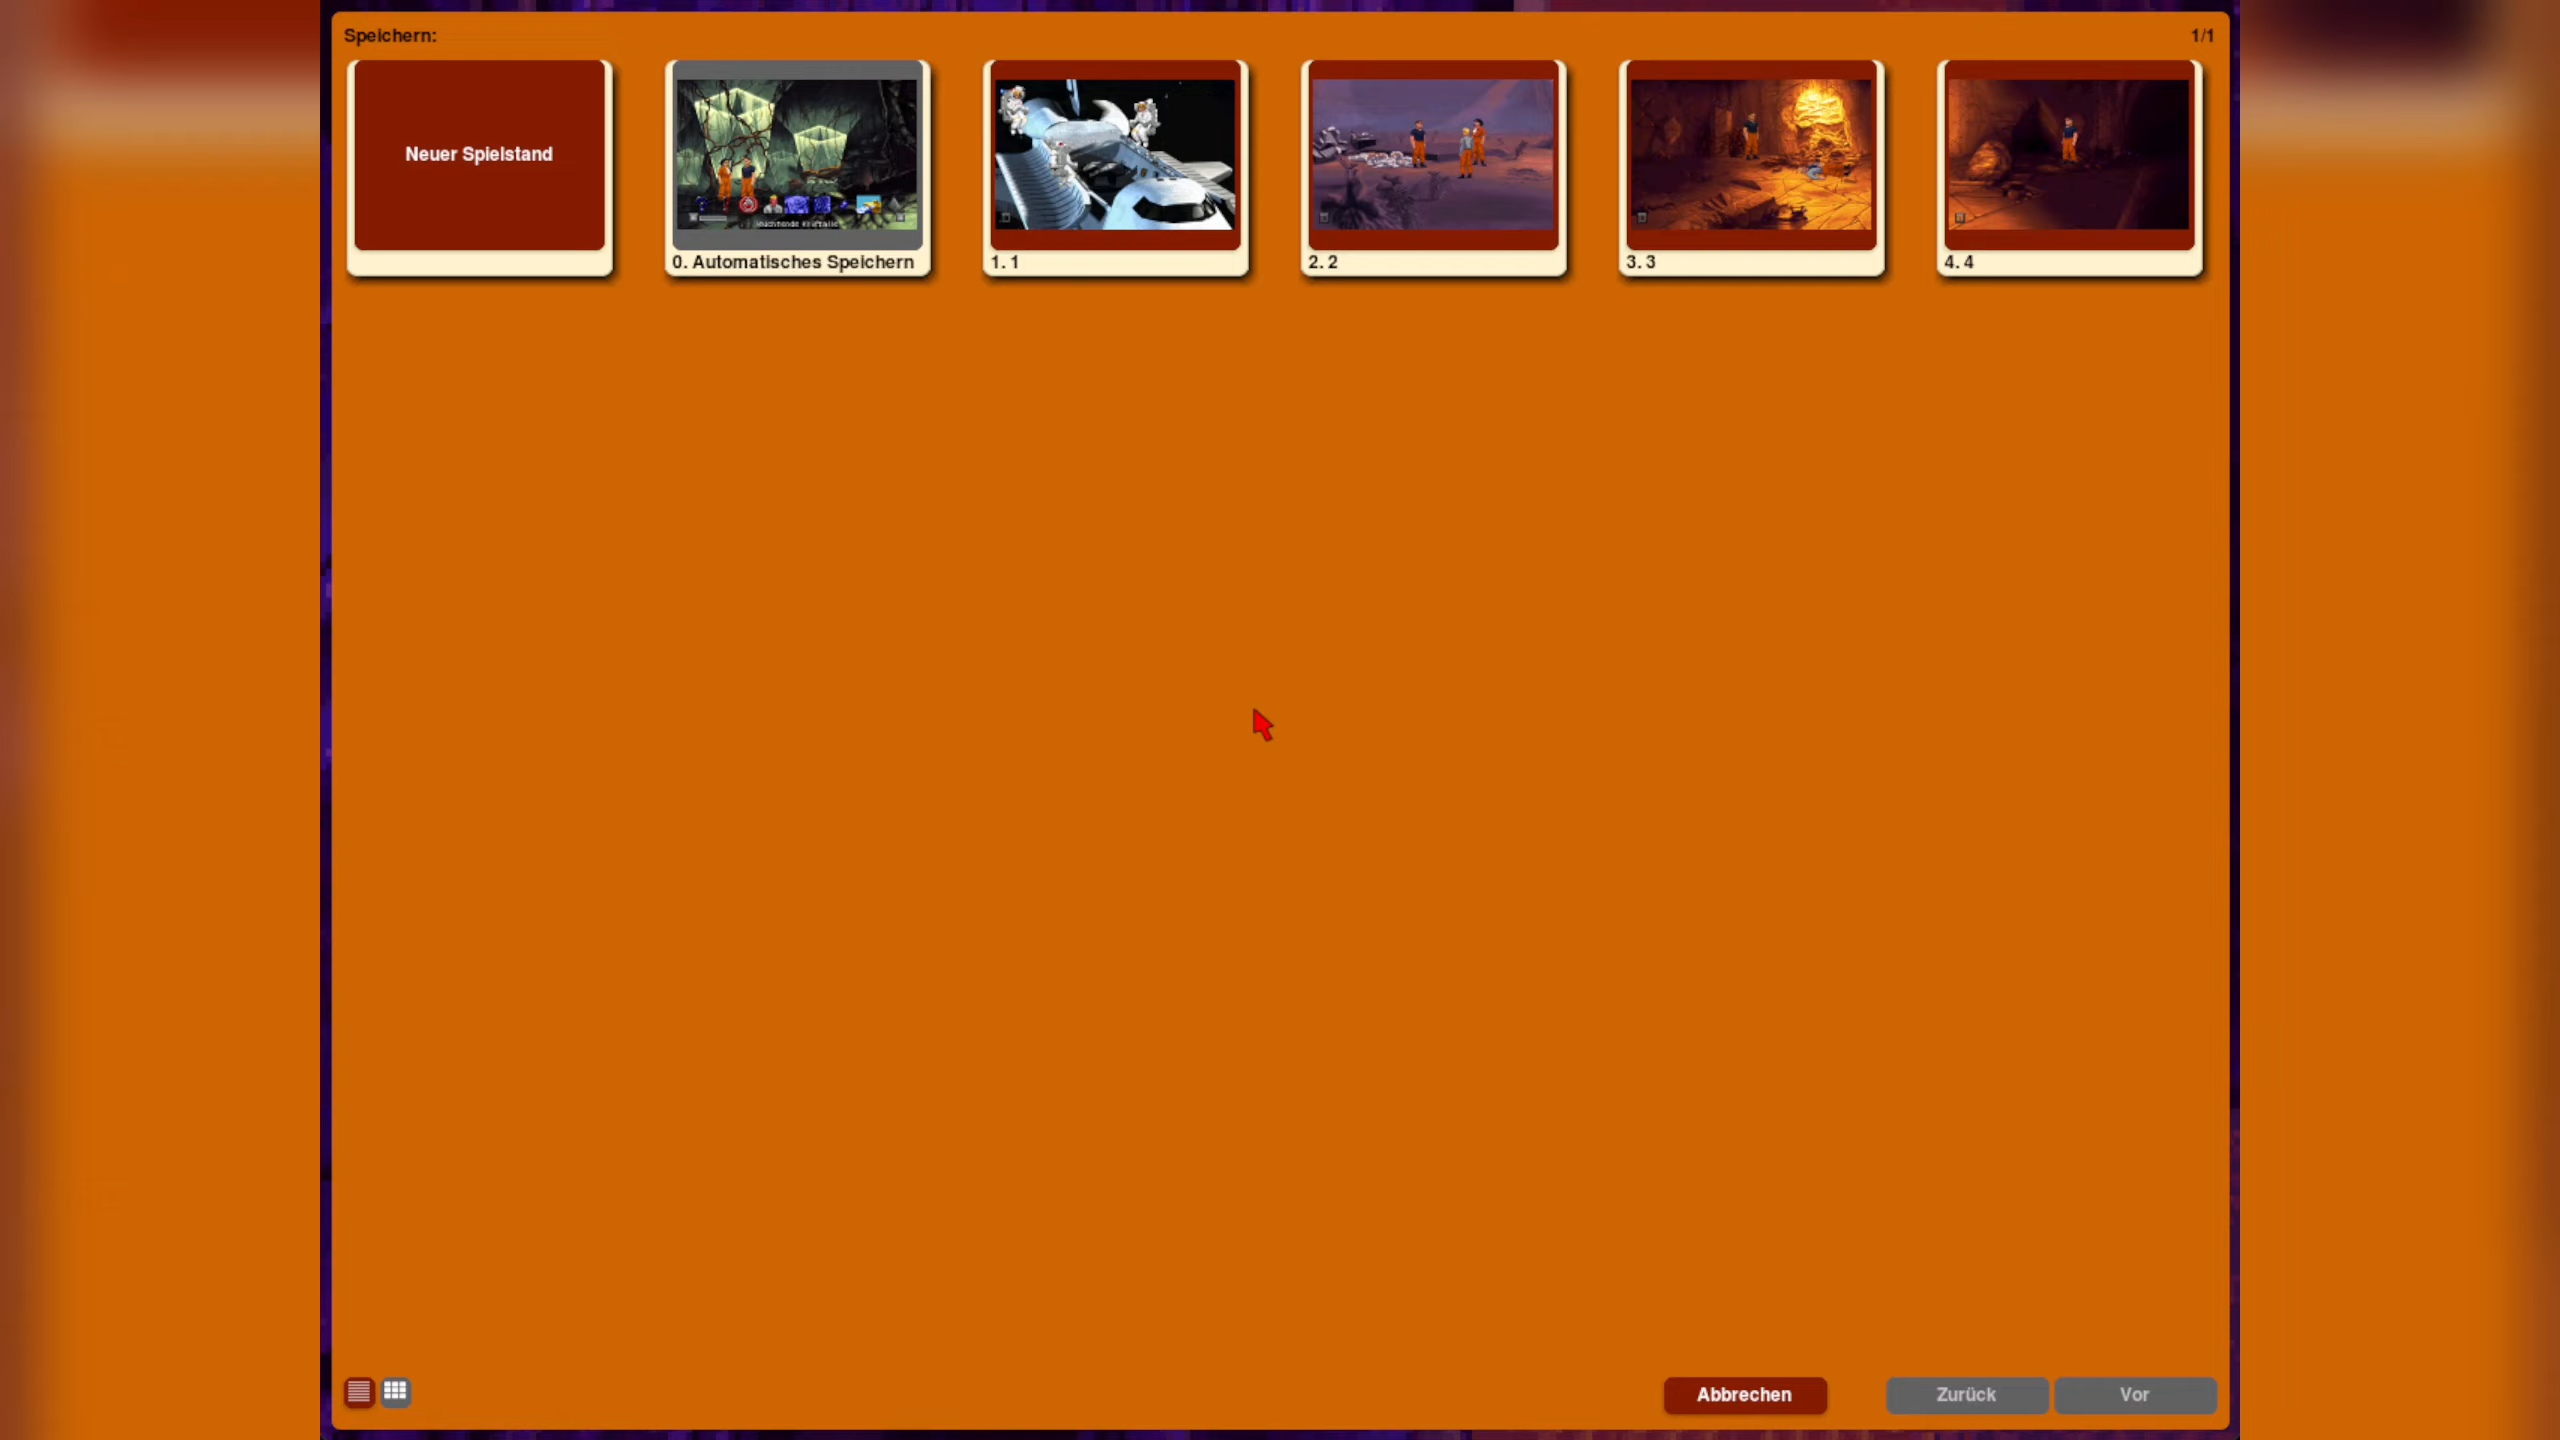 Speichern:
1/1
Neuer Spielstand
0. Automatisches Speichern
1. 1
2. 2
3. 3
4. 4
Abbrechen
Zurück
Vor